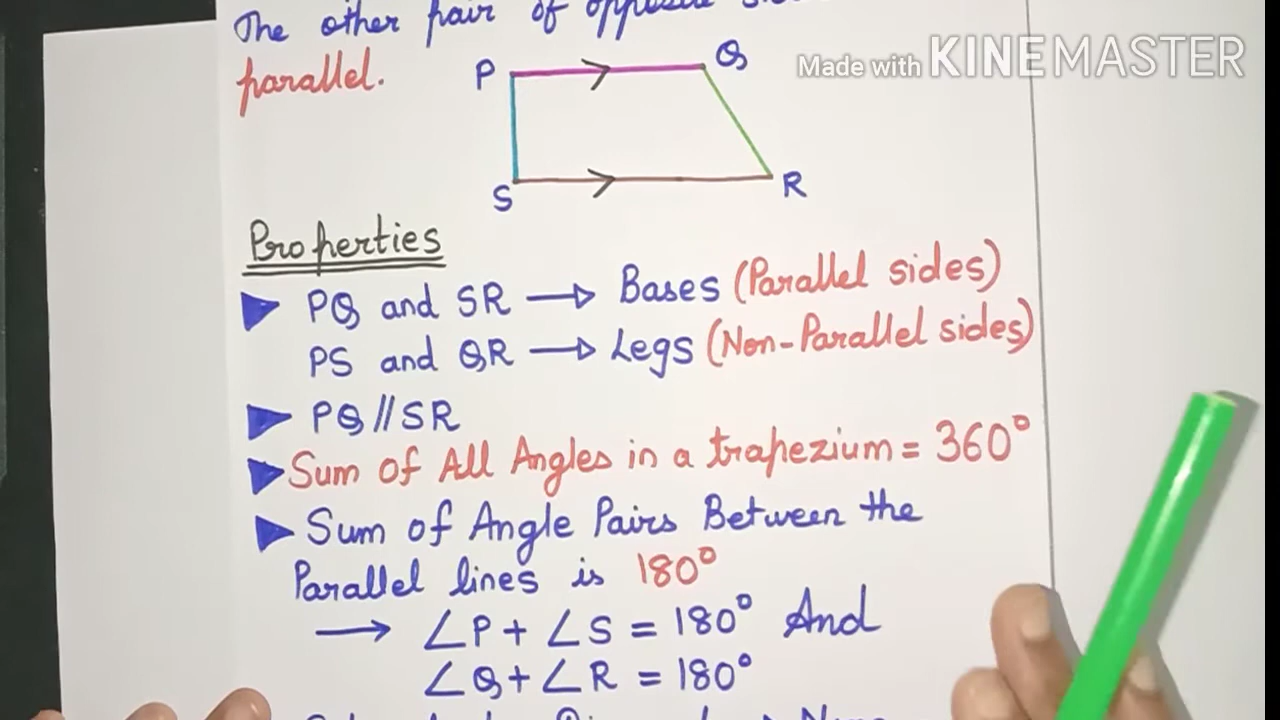 The other pair of opposite
parallel.
Made with KINEMASTER
P
Q
S
R
Properties
PQ and SR → Bases (Parallel sides)
PS and QR → Legs (Non-Parallel sides)
PQ // SR
Sum of All Angles in a trapezium = 360°
Sum of Angle Pairs Between the
Parallel lines is 180°
→ ∠P + ∠S = 180° And
∠Q + ∠R = 180°